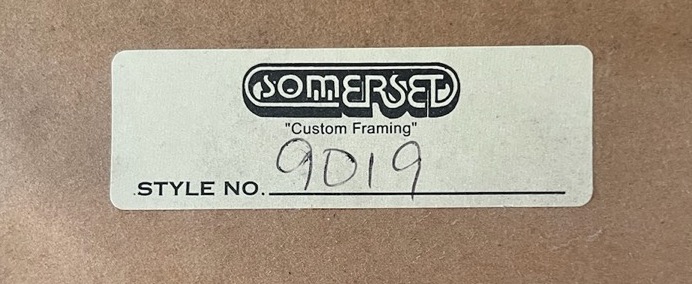 SOMERSET
"Custom Framing"
STYLE NO. 9019